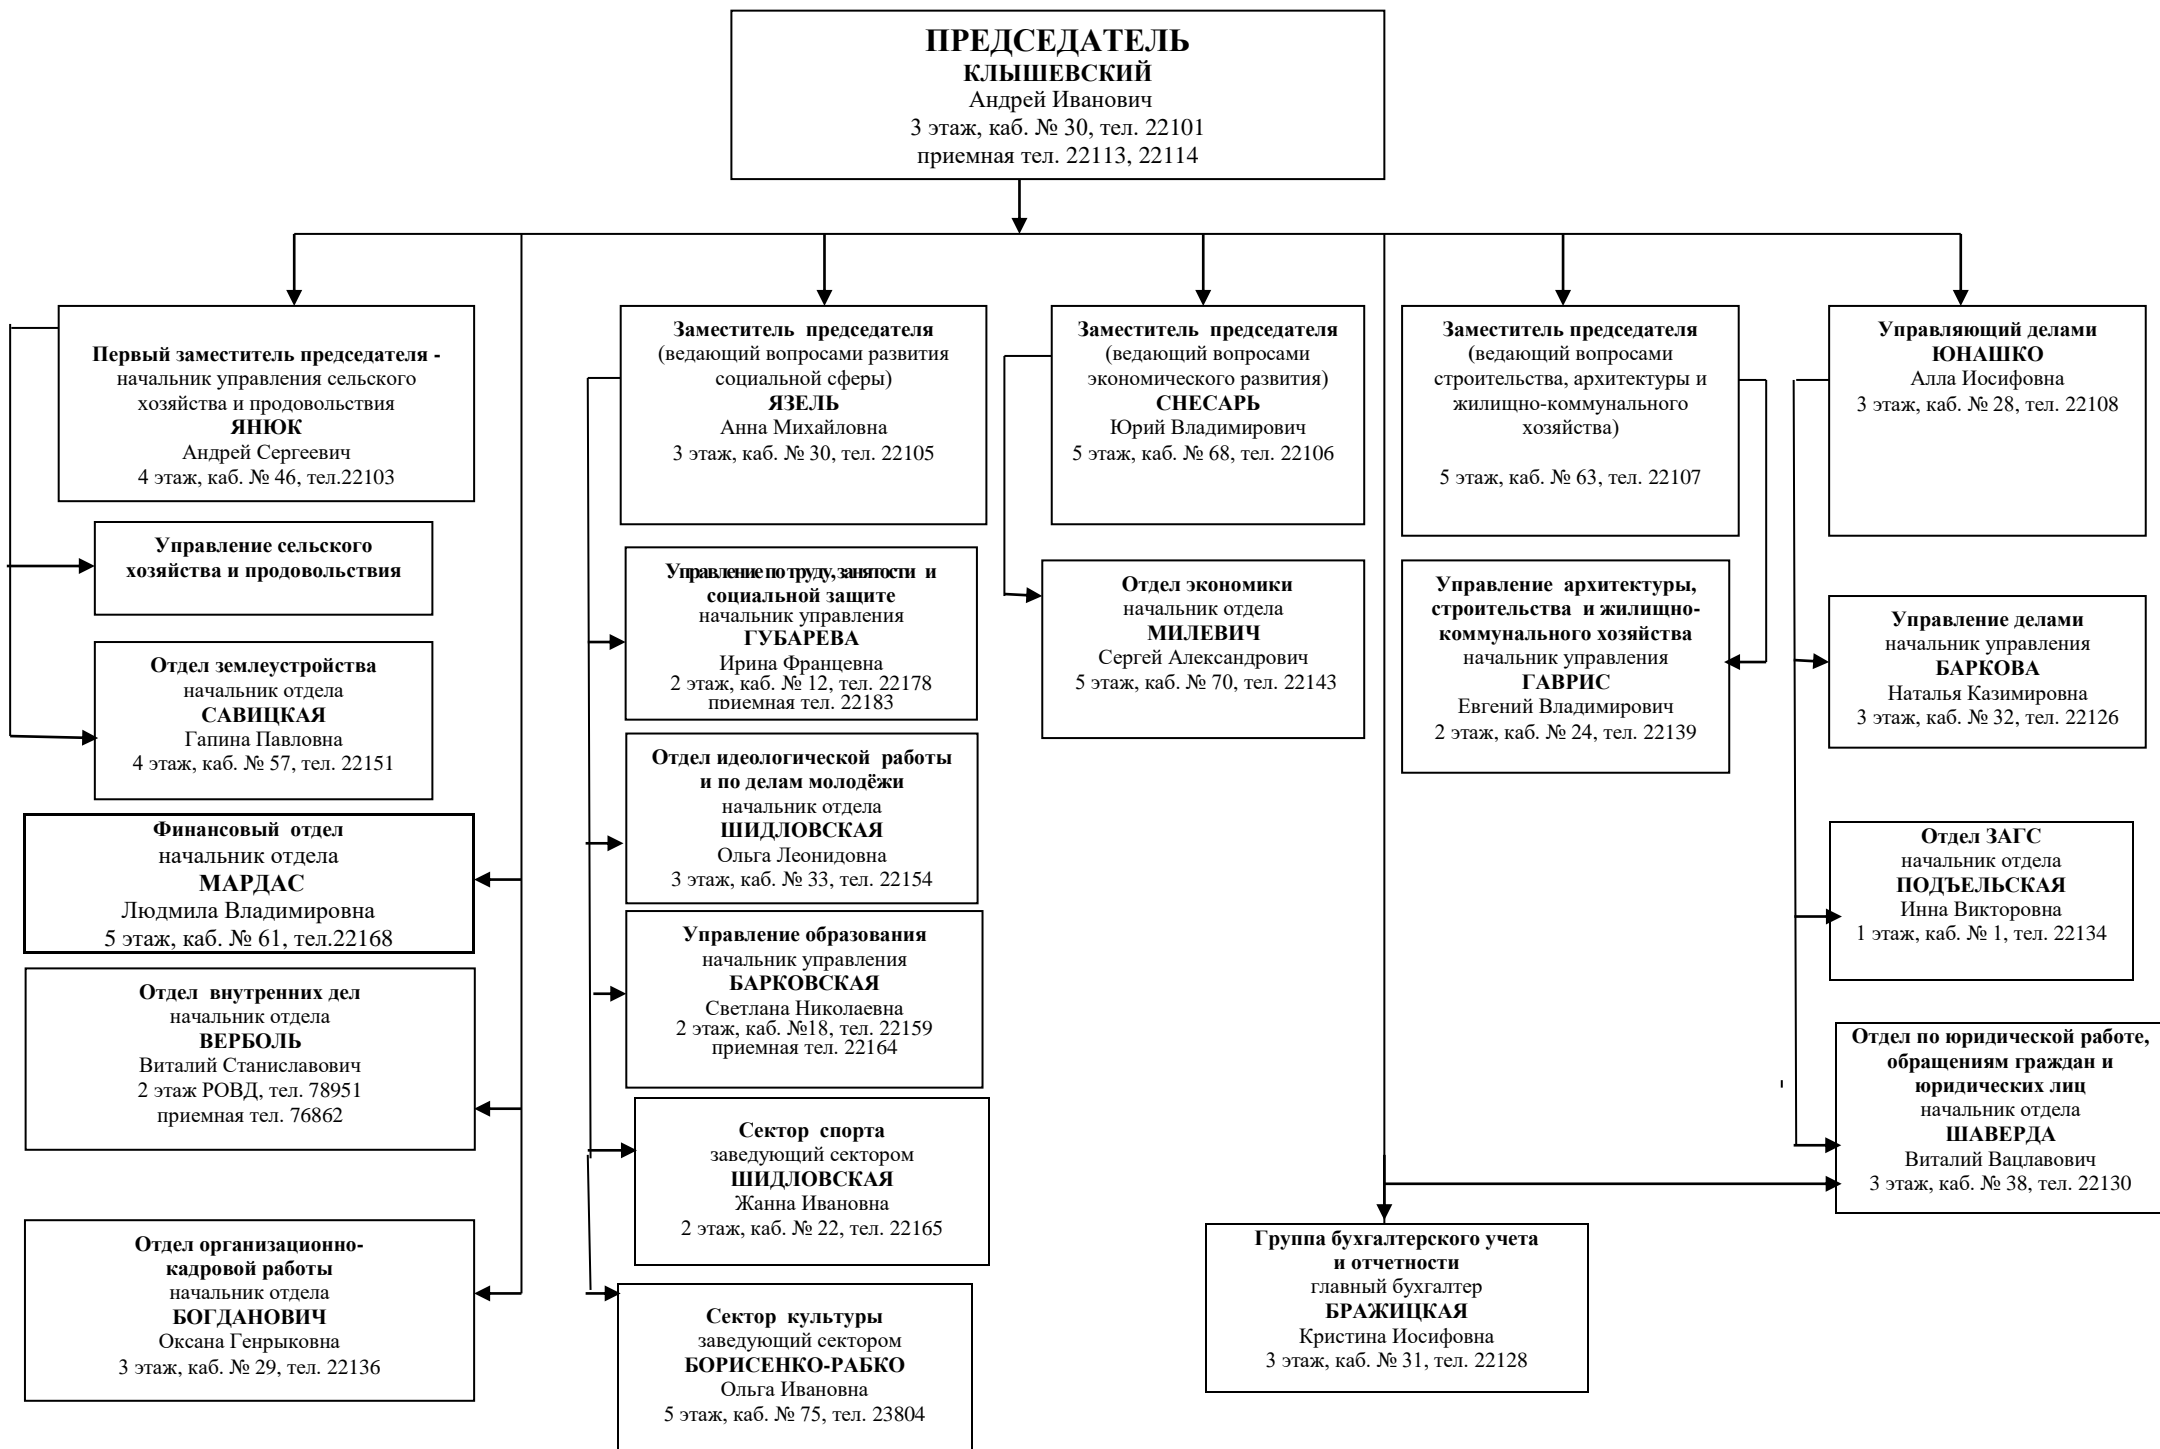 ПРЕДСЕДАТЕЛЬ
КЛЫШЕВСКИЙ
Андрей Иванович
3 этаж, каб. № 30, тел. 22101
приемная тел. 22113, 22114
Первый заместитель председателя -
начальник управления сельского
хозяйства и продовольствия
ЯНЮК
Андрей Сергеевич
4 этаж, каб. № 46, тел.22103
Заместитель председателя
(ведающий вопросами развития
социальной сферы)
ЯЗЕЛЬ
Анна Михайловна
3 этаж, каб. № 30, тел. 22105
Заместитель председателя
(ведающий вопросами
экономического развития)
СНЕСАРЬ
Юрий Владимирович
5 этаж, каб. № 68, тел. 22106
Заместитель председателя
(ведающий вопросами
строительства, архитектуры и
жилищно-коммунального
хозяйства)
5 этаж, каб. № 63, тел. 22107
Управляющий делами
ЮНАШКО
Алла Иосифовна
3 этаж, каб. № 28, тел. 22108
Управление сельского
хозяйства и продовольствия
Отдел землеустройства
начальник отдела
САВИЦКАЯ
Гапина Павловна
4 этаж, каб. № 57, тел. 22151
Финансовый отдел
начальник отдела
МАРДАС
Людмила Владимировна
5 этаж, каб. № 61, тел.22168
Отдел внутренних дел
начальник отдела
ВЕРБОЛЬ
Виталий Станиславович
2 этаж РОВД, тел. 78951
приемная тел. 76862
Отдел организационно-
кадровой работы
начальник отдела
БОГДАНОВИЧ
Оксана Генрыковна
3 этаж, каб. № 29, тел. 22136
Управление по труду, занятости и
социальной защите
начальник управления
ГУБАРЕВА
Ирина Францевна
2 этаж, каб. № 12, тел. 22178
приемная тел. 22183
Отдел идеологической работы
и по делам молодёжи
начальник отдела
ШИДЛОВСКАЯ
Ольга Леонидовна
3 этаж, каб. № 33, тел. 22154
Управление образования
начальник управления
БАРКОВСКАЯ
Светлана Николаевна
2 этаж, каб. №18, тел. 22159
приемная тел. 22164
Сектор спорта
заведующий сектором
ШИДЛОВСКАЯ
Жанна Ивановна
2 этаж, каб. № 22, тел. 22165
Сектор культуры
заведующий сектором
БОРИСЕНКО-РАБКО
Ольга Ивановна
5 этаж, каб. № 75, тел. 23804
Отдел экономики
начальник отдела
МИЛЕВИЧ
Сергей Александрович
5 этаж, каб. № 70, тел. 22143
Управление архитектуры,
строительства и жилищно-
коммунального хозяйства
начальник управления
ГАВРИС
Евгений Владимирович
2 этаж, каб. № 24, тел. 22139
Группа бухгалтерского учета
и отчетности
главный бухгалтер
БРАЖИЦКАЯ
Кристина Иосифовна
3 этаж, каб. № 31, тел. 22128
Управление делами
начальник управления
БАРКОВА
Наталья Казимировна
3 этаж, каб. № 32, тел. 22126
Отдел ЗАГС
начальник отдела
ПОДЪЕЛЬСКАЯ
Инна Викторовна
1 этаж, каб. № 1, тел. 22134
Отдел по юридической работе,
обращениям граждан и
юридических лиц
начальник отдела
ШАВЕРДА
Виталий Вацлавович
3 этаж, каб. № 38, тел. 22130